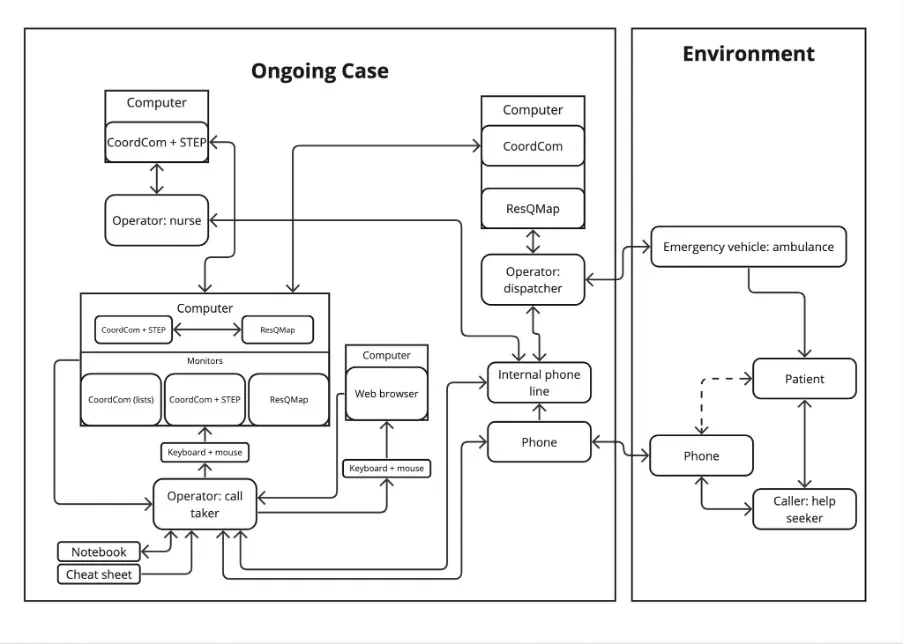 Ongoing Case
Environment
Computer
CoordCom + STEP
Operator: nurse
Computer
CoordCom
ResQMap
Operator:
dispatcher
Emergency vehicle: ambulance
Computer
CoordCom + STEP
ResQMap
Monitors
CoordCom (lists)
CoordCom + STEP
ResQMap
Computer
Web browser
Internal phone
line
Patient
Keyboard + mouse
Phone
Phone
Keyboard + mouse
Operator: call
taker
Caller: help
seeker
Notebook
Cheat sheet